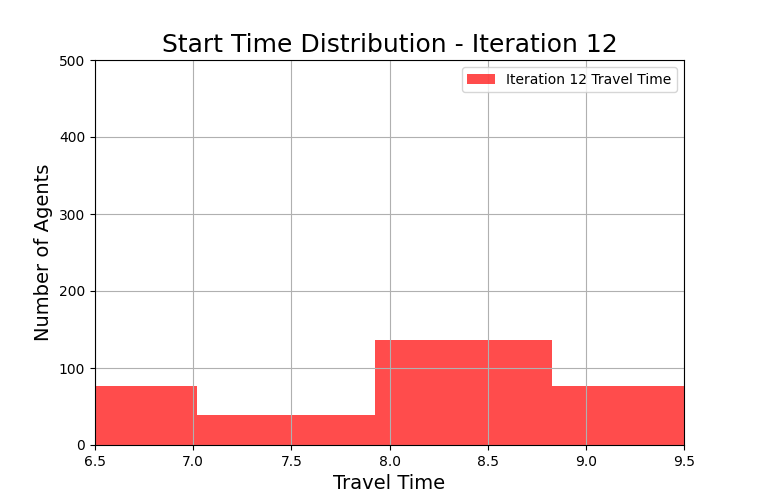 Start Time Distribution - Iteration 12
Iteration 12 Travel Time
Number of Agents
500
400
300
200
100
0
6.5 7.0 7.5 8.0 8.5 9.0 9.5
Travel Time